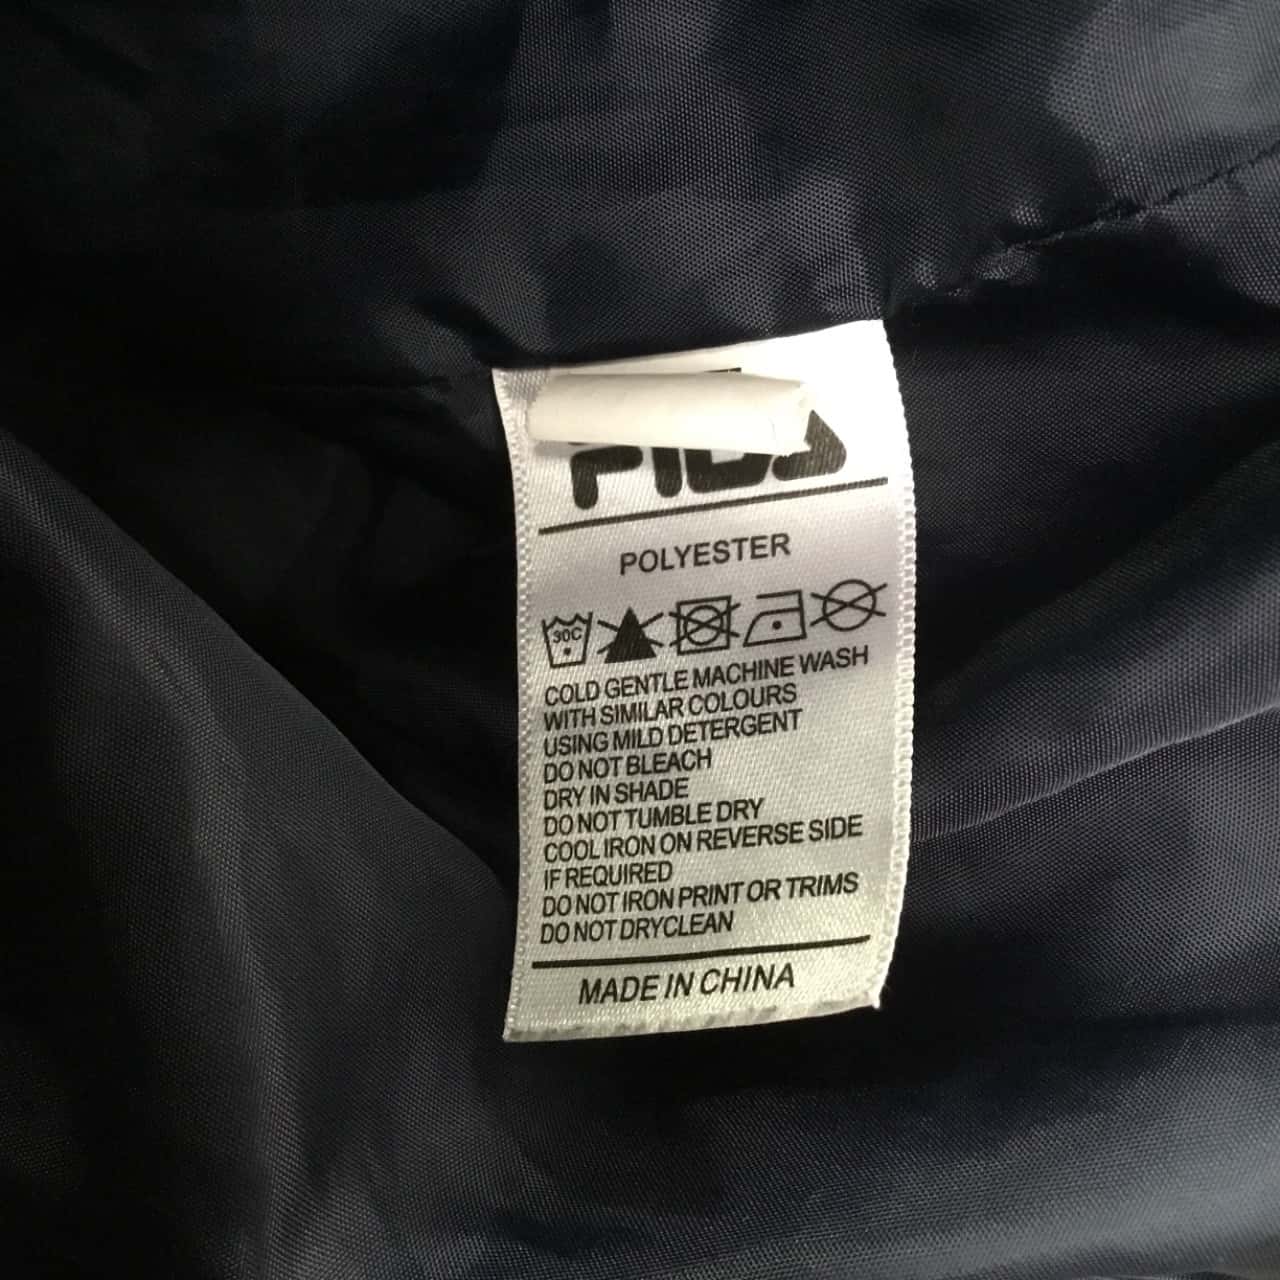 FILA
POLYESTER
30C
COLD GENTLE MACHINE WASH
WITH SIMILAR COLOURS
USING MILD DETERGENT
DO NOT BLEACH
DRY IN SHADE
DO NOT TUMBLE DRY
COOL IRON ON REVERSE SIDE
IF REQUIRED
DO NOT IRON PRINT OR TRIMS
DO NOT DRYCLEAN
MADE IN CHINA